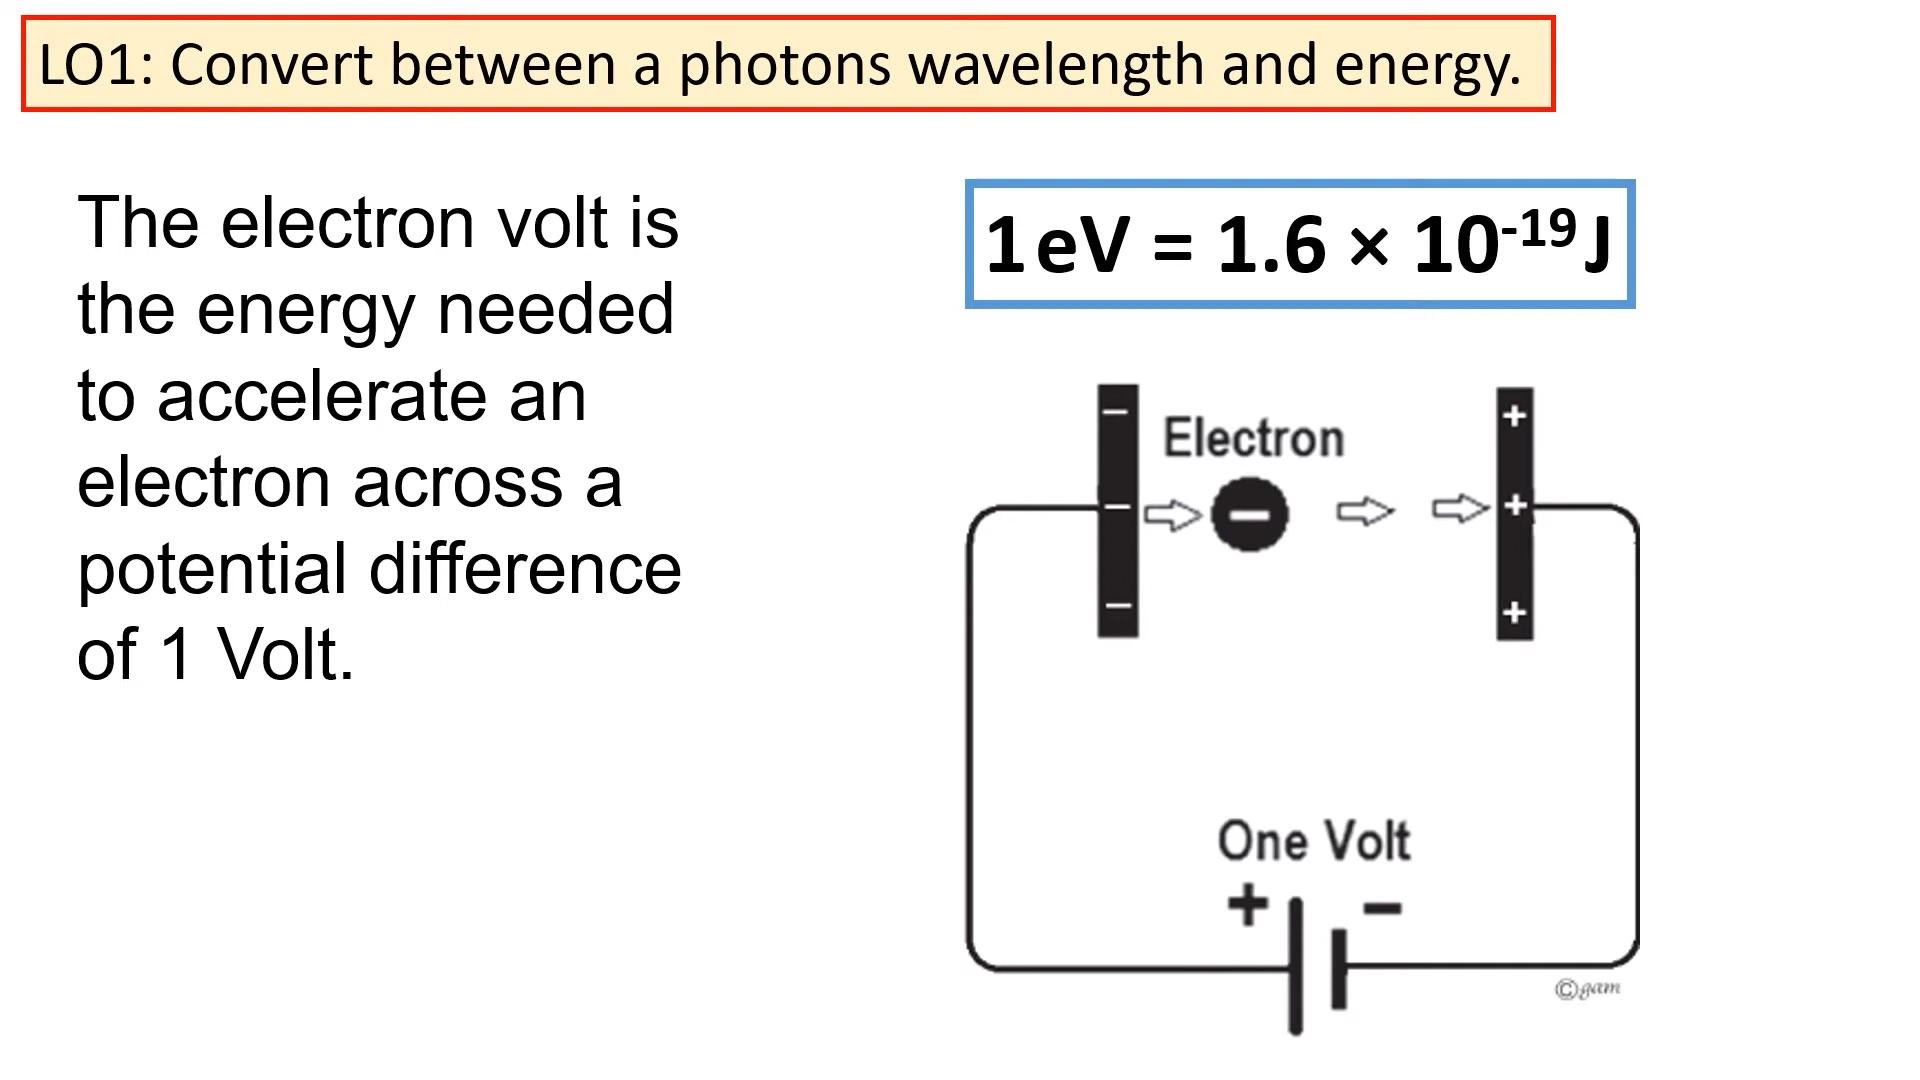 LO1: Convert between a photons wavelength and energy.
The electron volt is
the energy needed
to accelerate an
electron across a
potential difference
of 1 Volt.
1 eV = 1.6 × 10⁻¹⁹ J
− +
Electron
− − +
− +
One Volt
+ −
©gam